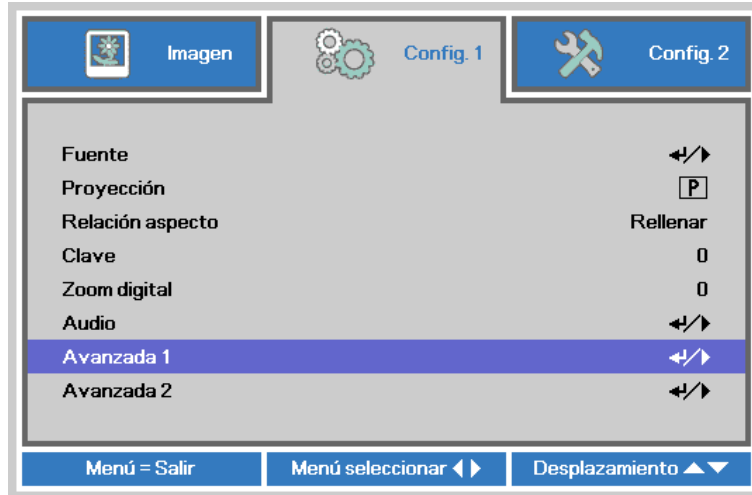 Imagen
Config. 1
Config. 2
Fuente
Proyección P
Relación aspecto Rellenar
Clave 0
Zoom digital 0
Audio
Avanzada 1
Avanzada 2
Menú = Salir
Menú seleccionar
Desplazamiento